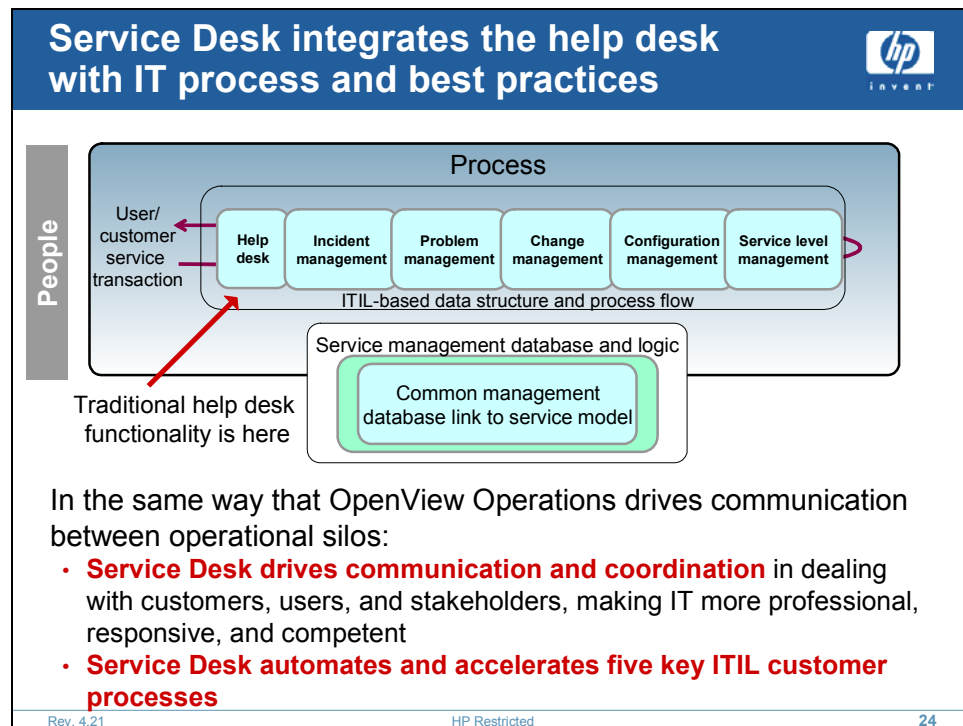 Service Desk integrates the help desk
with IT process and best practices
hp
invent
People
Process
User/
customer
service
transaction
Help
desk
Incident
management
Problem
management
Change
management
Configuration
management
Service level
management
ITIL-based data structure and process flow
Service management database and logic
Common management
database link to service model
Traditional help desk
functionality is here
In the same way that OpenView Operations drives communication
between operational silos:
• Service Desk drives communication and coordination in dealing
with customers, users, and stakeholders, making IT more professional,
responsive, and competent
• Service Desk automates and accelerates five key ITIL customer
processes
Rev. 4.21
HP Restricted
24